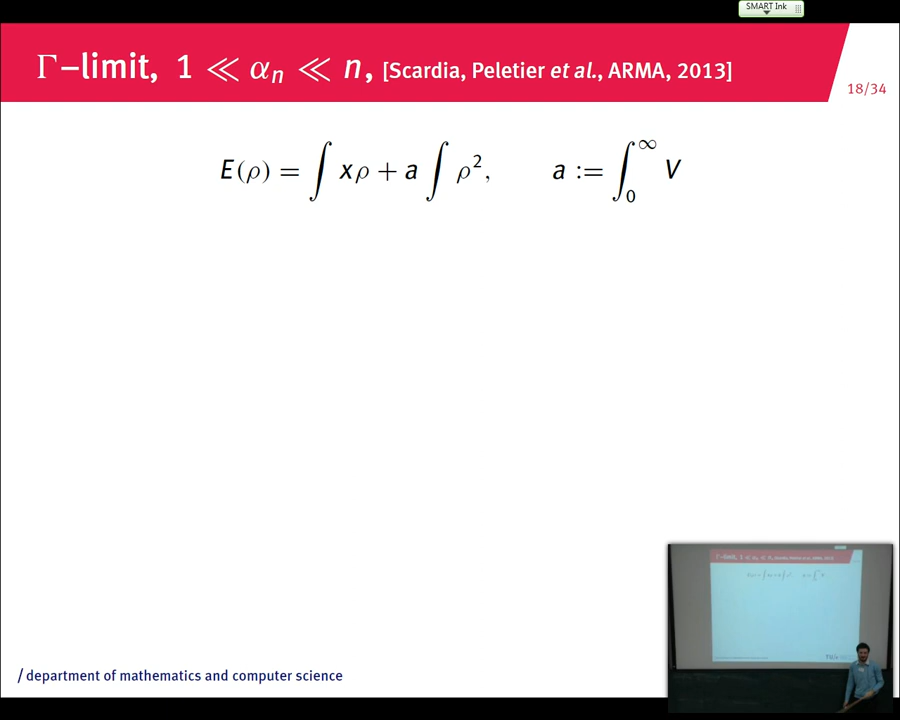 SMART Ink
Γ–limit, 1 ≪ αₙ ≪ n, [Scardia, Peletier et al., ARMA, 2013]
18/34
E(ρ) = ∫ xρ + a ∫ ρ², a := ∫₀^∞ V
/ department of mathematics and computer science